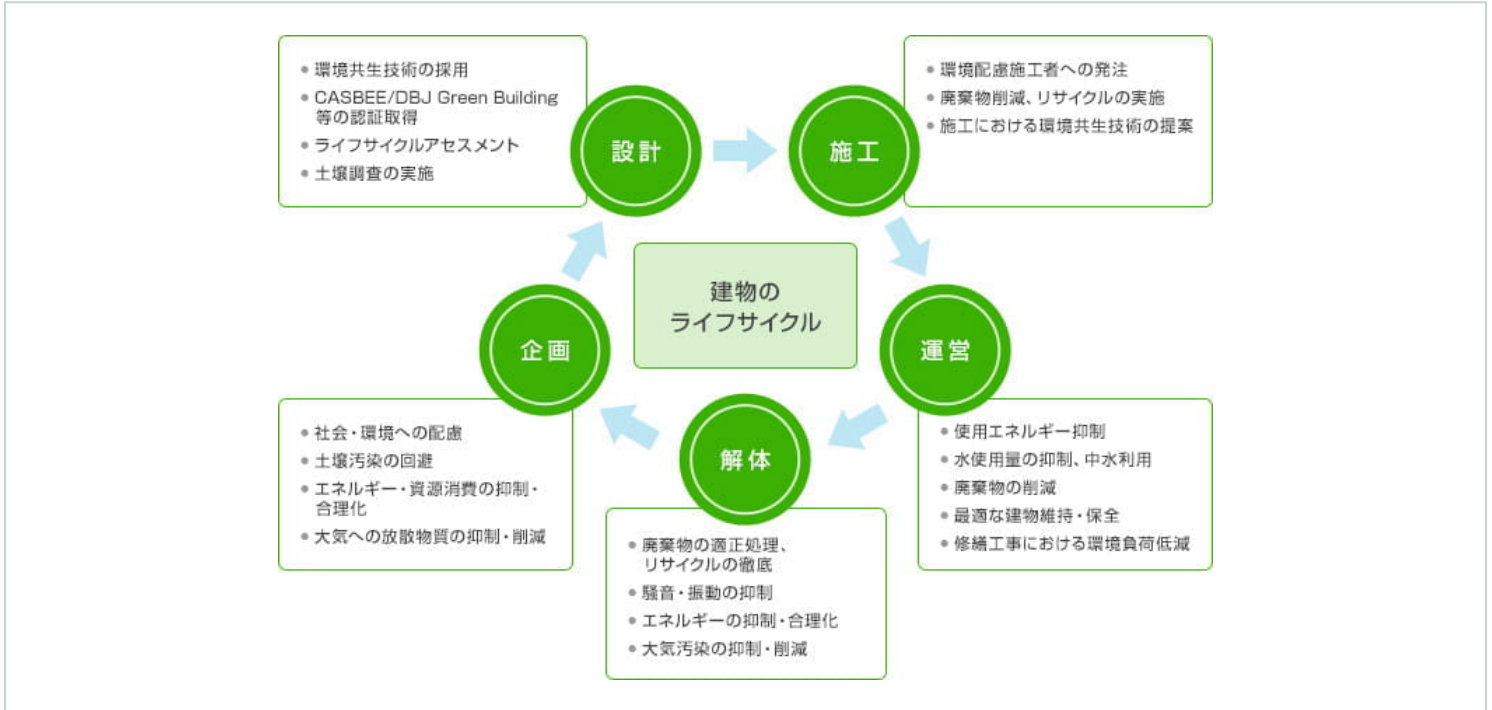 ・環境共生技術の採用
・CASBEE/DBJ Green Building
等の認証取得
・ライフサイクルアセスメント
・土壌調査の実施
設計
施工
・環境配慮施工者への発注
・廃棄物削減、リサイクルの実施
・施工における環境共生技術の提案
建物の
ライフサイクル
企画
運営
・社会・環境への配慮
・土壌汚染の回避
・エネルギー・資源消費の抑制・
合理化
・大気への放散物質の抑制・削減
解体
・廃棄物の適正処理、
リサイクルの徹底
・騒音・振動の抑制
・エネルギーの抑制・合理化
・大気汚染の抑制・削減
・使用エネルギー抑制
・水使用量の抑制、中水利用
・廃棄物の削減
・最適な建物維持・保全
・修繕工事における環境負荷低減